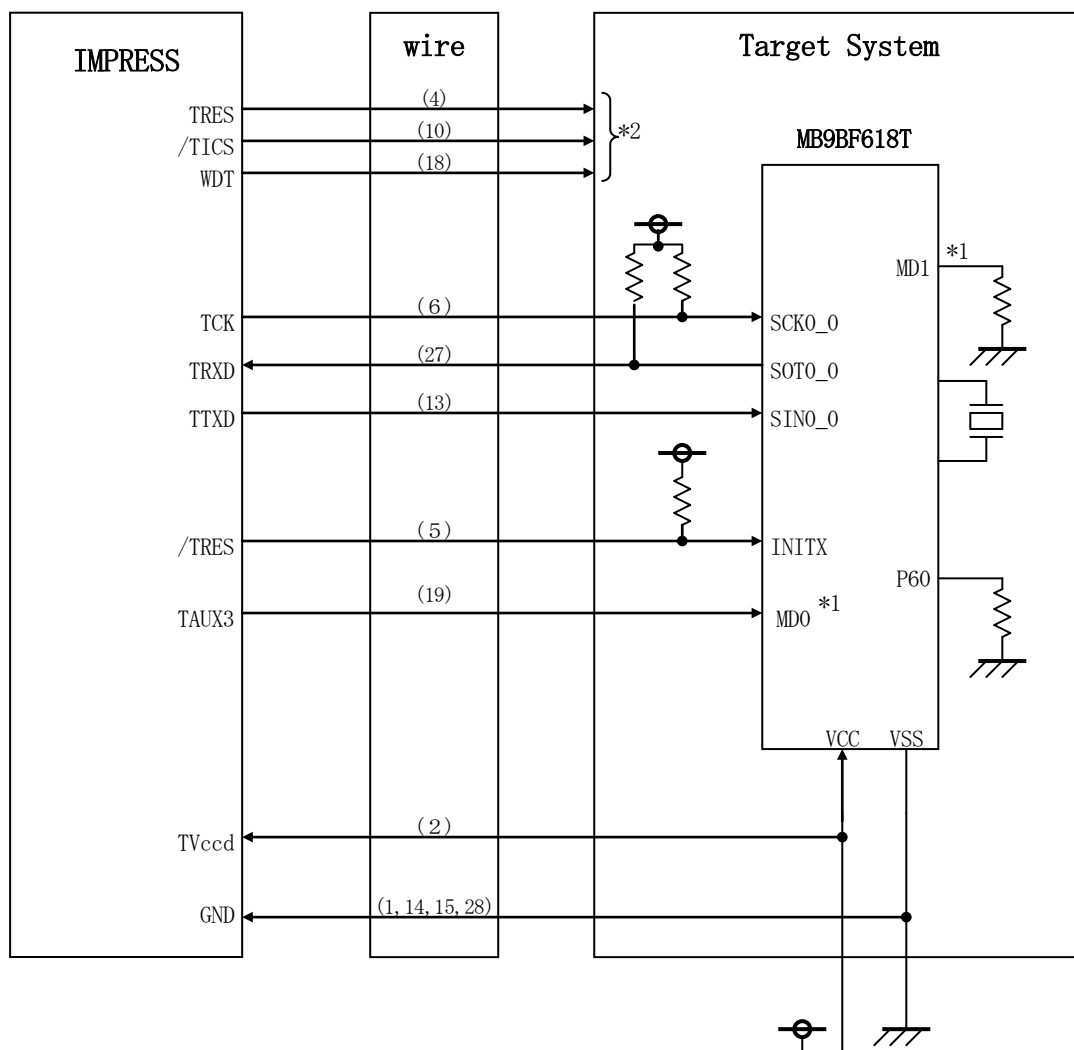 IMPRESS
wire
Target System
TRES
(4)
/TICS
(10)
*2
WDT
(18)
MB9BF618T
MD1
*1
TCK
(6)
SCK0_0
TRXD
(27)
SOT0_0
TTXD
(13)
SIN0_0
/TRES
(5)
INITX
P60
TAUX3
(19)
MD0
*1
VCC
VSS
TVccd
(2)
GND
(1, 14, 15, 28)